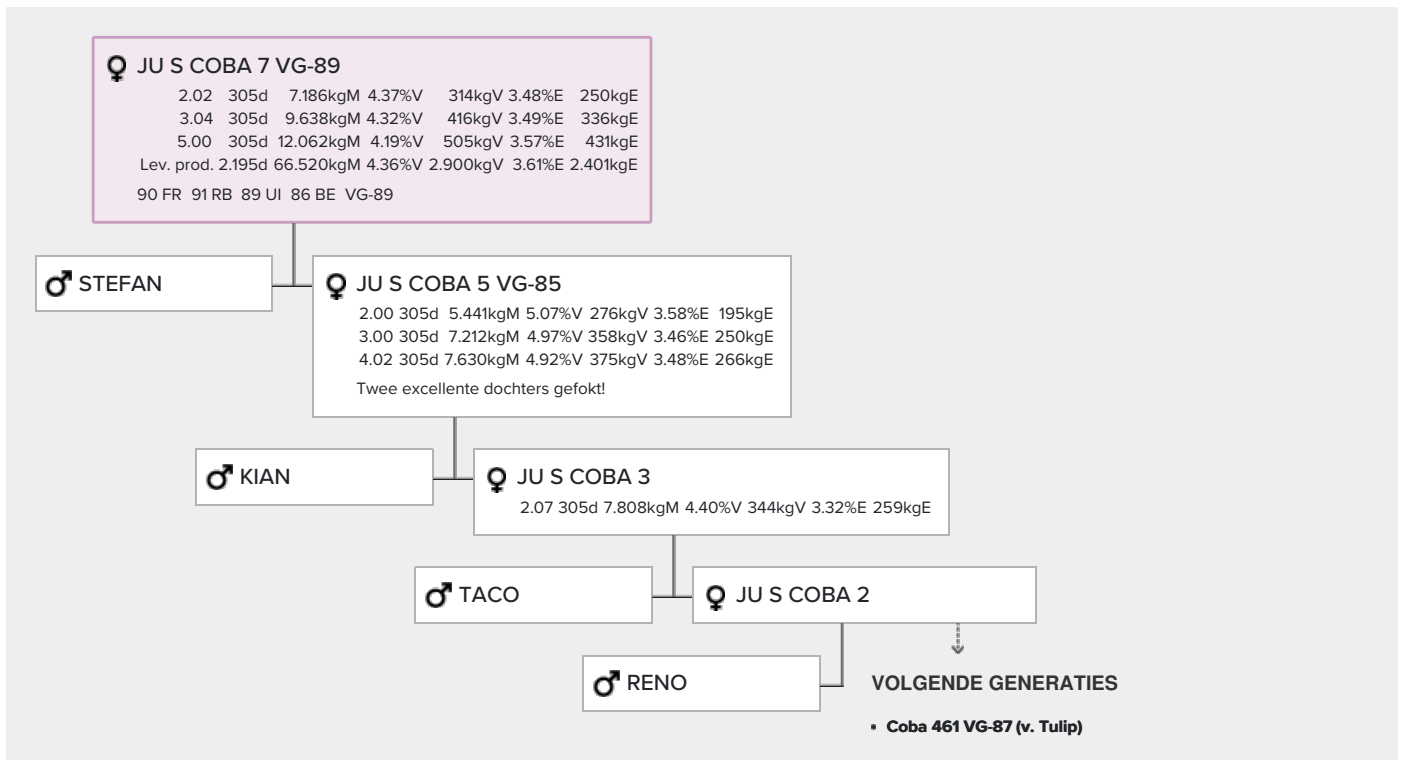 JU S COBA 7 VG-89
2.02 305d 7.186kgM 4.37%V 314kgV 3.48%E 250kgE
3.04 305d 9.638kgM 4.32%V 416kgV 3.49%E 336kgE
5.00 305d 12.062kgM 4.19%V 505kgV 3.57%E 431kgE
Lev. prod. 2.195d 66.520kgM 4.36%V 2.900kgV 3.61%E 2.401kgE
90 FR 91 RB 89 UI 86 BE VG-89
STEFAN
JU S COBA 5 VG-85
2.00 305d 5.441kgM 5.07%V 276kgV 3.58%E 195kgE
3.00 305d 7.212kgM 4.97%V 358kgV 3.46%E 250kgE
4.02 305d 7.630kgM 4.92%V 375kgV 3.48%E 266kgE
Twee excellente dochters gefokt!
KIAN
JU S COBA 3
2.07 305d 7.808kgM 4.40%V 344kgV 3.32%E 259kgE
TACO
JU S COBA 2
RENO
VOLGENDE GENERATIES
• Coba 461 VG-87 (v. Tulip)